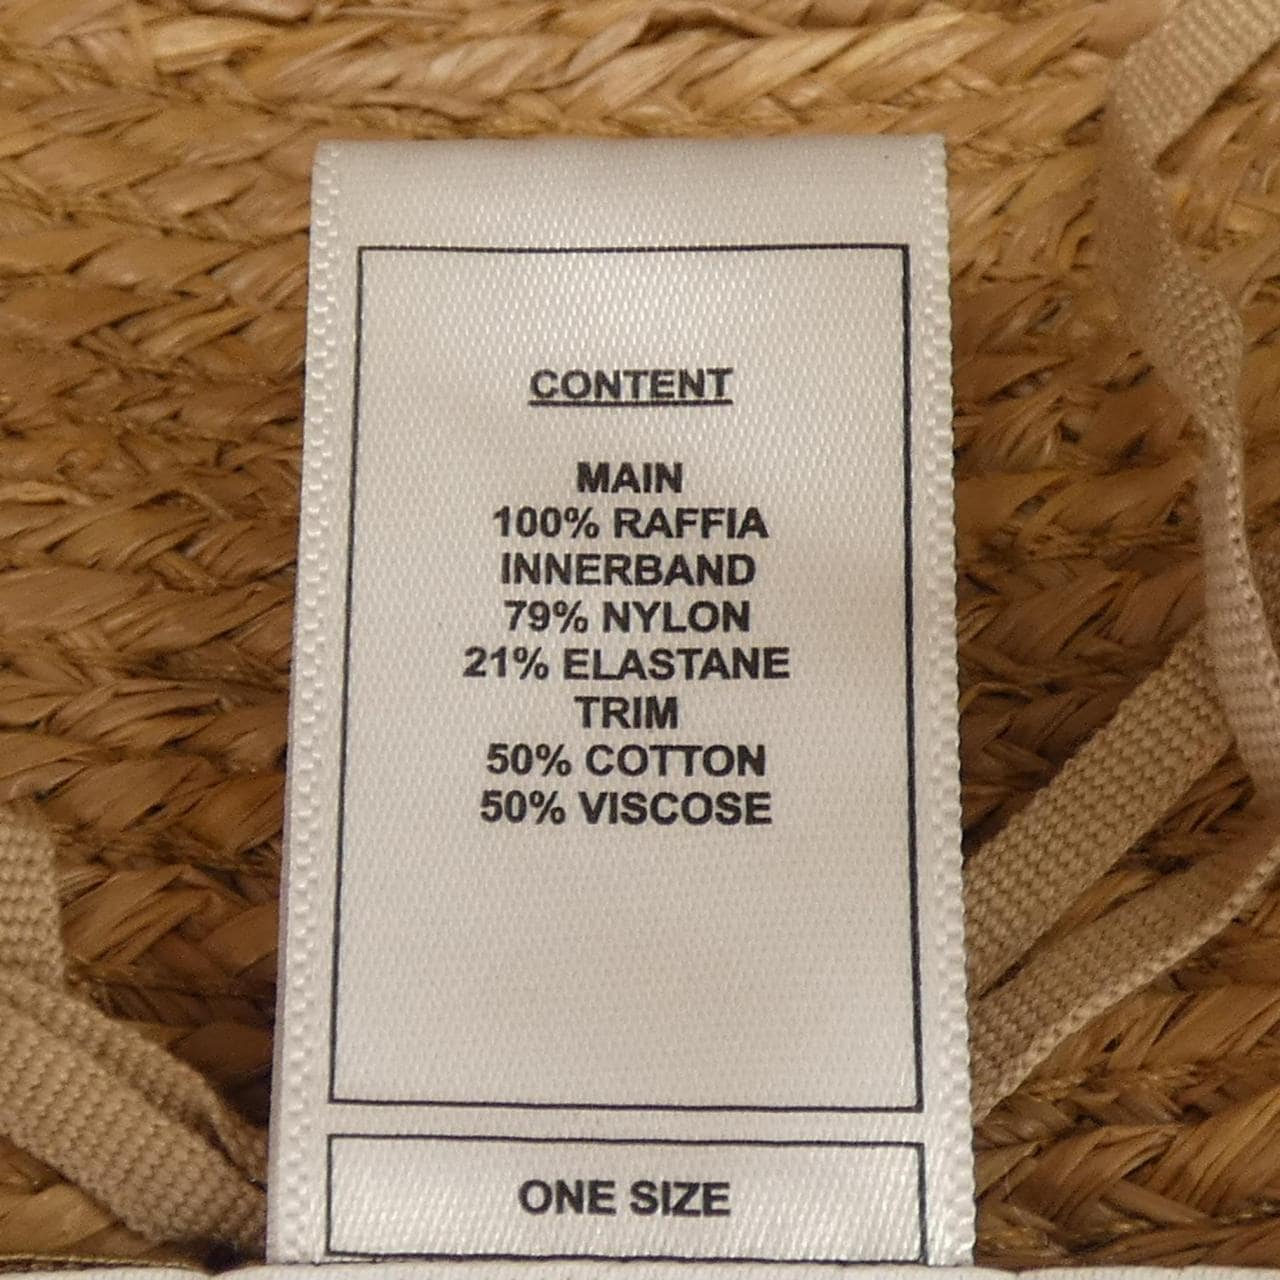 CONTENT
MAIN
100% RAFFIA
INNERBAND
79% NYLON
21% ELASTANE
TRIM
50% COTTON
50% VISCOSE
ONE SIZE